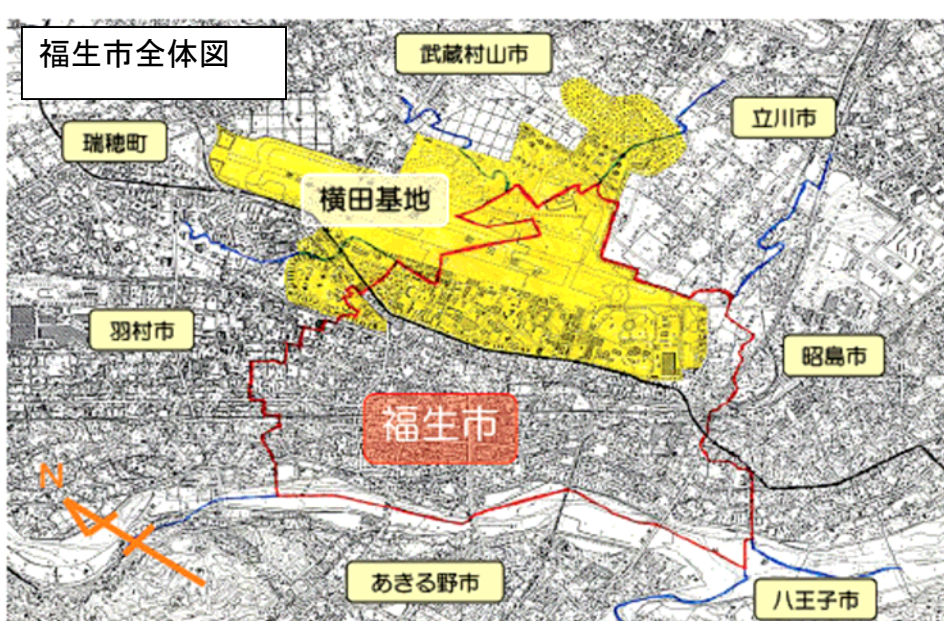 福生市全体図
武蔵村山市
立川市
瑞穂町
横田基地
羽村市
昭島市
福生市
N
あきる野市
八王子市